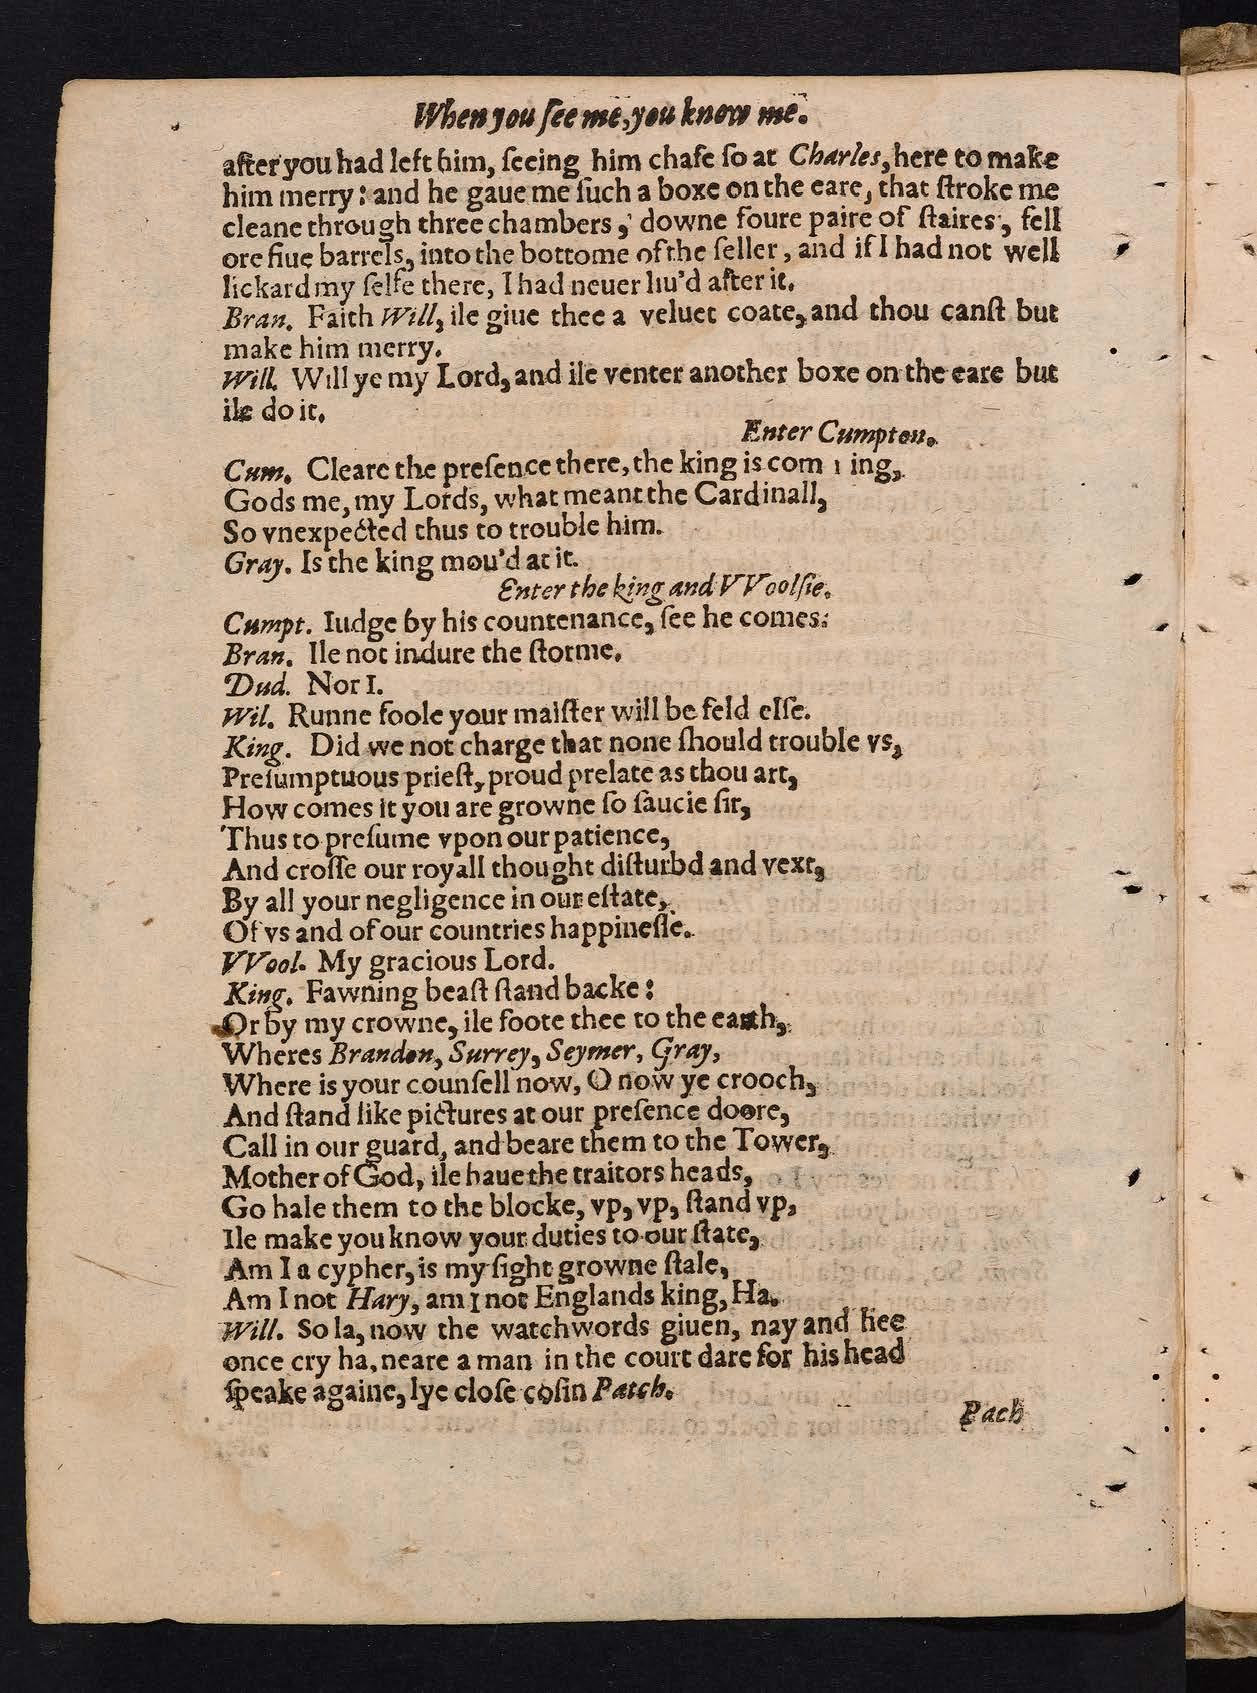 When you ſee me, you know me.
after you had left him, ſeeing him chafe ſo at Charles, here to make
him merry: and he gaue me ſuch a boxe on the eare, that ſtroke me
cleane through three chambers, downe foure paire of ſtaires, fell
ore fiue barrels, into the bottome of the ſeller, and if I had not well
lickard my ſelfe there, I had neuer liu'd after it.
Bran. Faith Will, ile giue thee a veluet coate, and thou canſt but
make him merry.
Will. Will ye my Lord, and ile venter another boxe on the eare but
ile do it.
Enter Cumpton.
Cum. Cleare the preſence there, the king is com ing,
Gods me, my Lords, what meant the Cardinall,
So vnexpected thus to trouble him.
Gray. Is the king mou'd at it.
Enter the king and VVoolſie.
Cumpt. Iudge by his countenance, ſee he comes:
Bran. Ile not indure the ſtorme.
Dud. Nor I.
Wil. Runne foole your maiſter will be feld elſe.
King. Did we not charge that none ſhould trouble vs,
Preſumptuous prieſt, proud prelate as thou art,
How comes it you are growne ſo ſaucie ſir,
Thus to preſume vpon our patience,
And croſſe our royall thought diſturbd and vext,
By all your negligence in our eſtate,
Of vs and of our countries happineſſe.
VVool. My gracious Lord.
King. Fawning beaſt ſtand backe:
Or by my crowne, ile foote thee to the earth,
Wheres Brandon, Surrey, Seymer, Gray,
Where is your counſell now, O now ye crooch,
And ſtand like pictures at our preſence doore,
Call in our guard, and beare them to the Tower,
Mother of God, ile haue the traitors heads,
Go hale them to the blocke, vp, vp, ſtand vp,
Ile make you know your duties to our ſtate,
Am I a cypher, is my ſight growne ſtale,
Am I not Hary, am I not Englands king, Ha.
Will. So la, now the watchwords giuen, nay and hee
once cry ha, neare a man in the court dare for his head
ſpeake againe, lye cloſe coſin Patch.
Pach